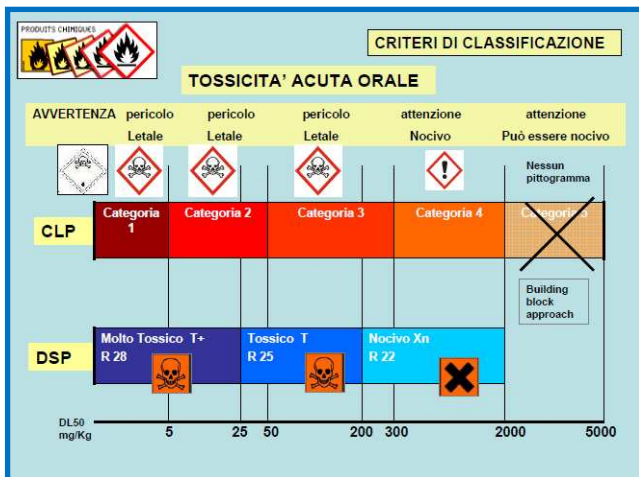 PRODUITS CHIMIQUES
CRITERI DI CLASSIFICAZIONE
TOSSICITA' ACUTA ORALE
AVVERTENZA pericolo pericolo pericolo attenzione attenzione
Letale Letale Letale Nocivo Può essere nocivo
Nessun
pittogramma
CLP
Categoria
1
Categoria 2
Categoria 3
Categoria 4
Categoria 5
Building
block
approach
DSP
Molto Tossico T+
R 28
Tossico T
R 25
Nocivo Xn
R 22
DL50
mg/Kg
5 25 50 200 300 2000 5000